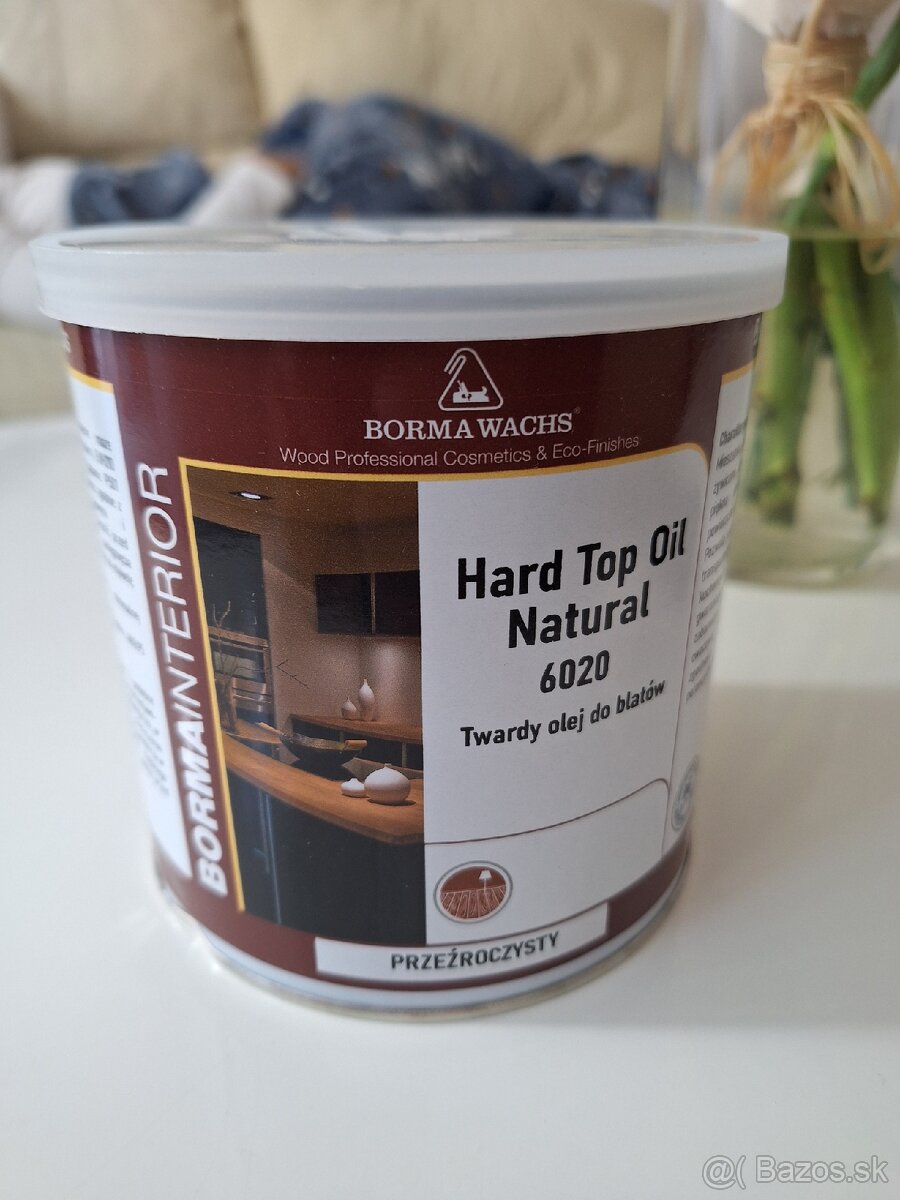 BORMA WACHS®
Wood Professional Cosmetics & Eco-Finishes
BORMAINTERIOR
Hard Top Oil
Natural
6020
Twardy olej do blatów
PRZEŹROCZYSTY
@( Bazos.sk